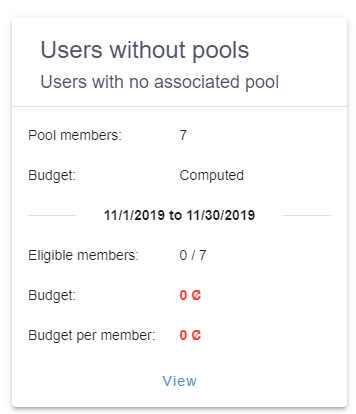 Users without pools
Users with no associated pool
Pool members: 7
Budget: Computed
11/1/2019 to 11/30/2019
Eligible members: 0 / 7
Budget: 0 ₡
Budget per member: 0 ₡
View